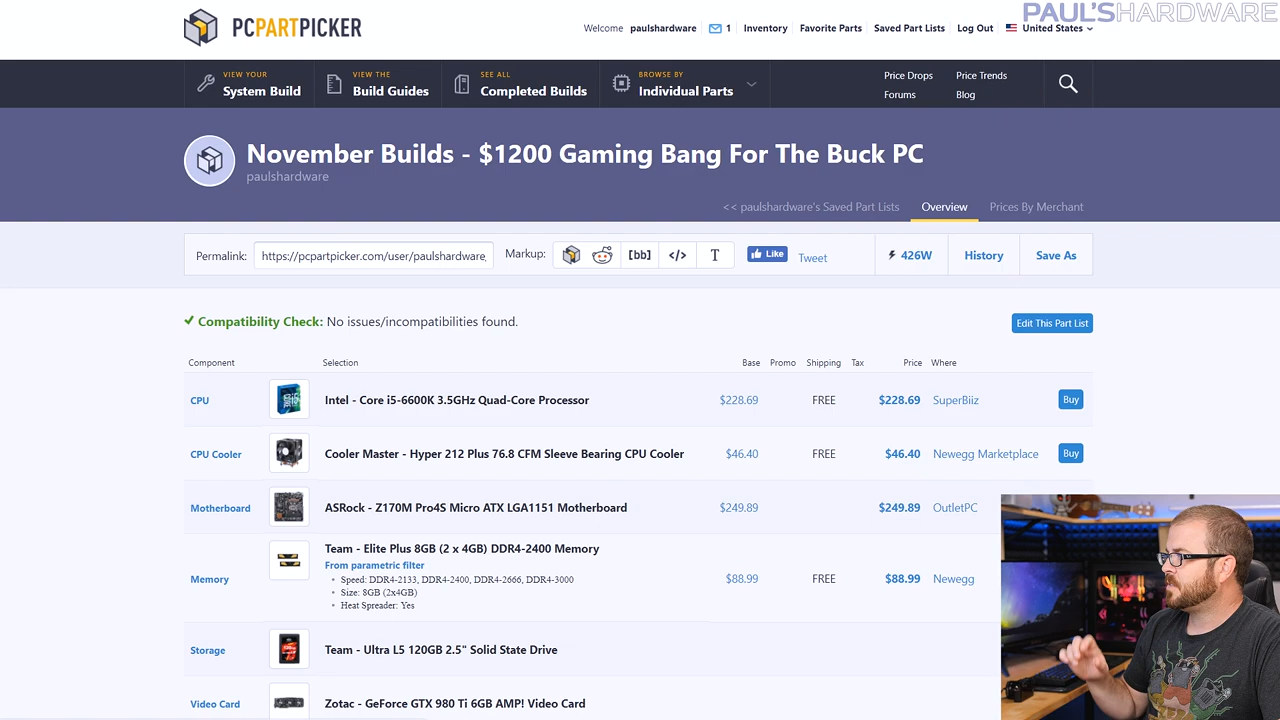 PAUL'SHARDWARE
PCPARTPICKER
Welcome paulshardware 1 Inventory Favorite Parts Saved Part Lists Log Out United States
VIEW YOUR
System Build
VIEW THE
Build Guides
SEE ALL
Completed Builds
BROWSE BY
Individual Parts
Price Drops Price Trends
Forums Blog
November Builds - $1200 Gaming Bang For The Buck PC
paulshardware
<< paulshardware's Saved Part Lists Overview Prices By Merchant
Permalink: https://pcpartpicker.com/user/paulshardware, Markup: [bb] </> T Like Tweet 426W History Save As
Compatibility Check: No issues/incompatibilities found. Edit This Part List
Component Selection Base Promo Shipping Tax Price Where
CPU Intel - Core i5-6600K 3.5GHz Quad-Core Processor $228.69 FREE $228.69 SuperBiiz Buy
CPU Cooler Cooler Master - Hyper 212 Plus 76.8 CFM Sleeve Bearing CPU Cooler $46.40 FREE $46.40 Newegg Marketplace Buy
Motherboard ASRock - Z170M Pro4S Micro ATX LGA1151 Motherboard $249.89 $249.89 OutletPC
Team - Elite Plus 8GB (2 x 4GB) DDR4-2400 Memory
From parametric filter
Memory • Speed: DDR4-2133, DDR4-2400, DDR4-2666, DDR4-3000 $88.99 FREE $88.99 Newegg
• Size: 8GB (2x4GB)
• Heat Spreader: Yes
Storage Team - Ultra L5 120GB 2.5" Solid State Drive
Video Card Zotac - GeForce GTX 980 Ti 6GB AMP! Video Card